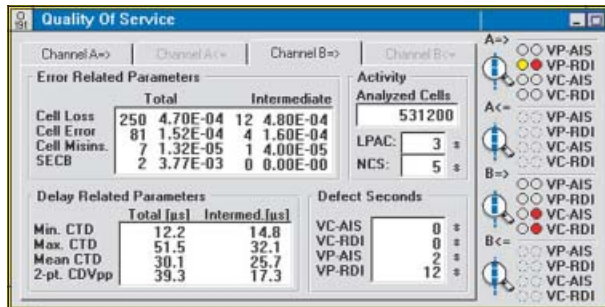 Quality Of Service
Channel A=> Channel A<= Channel B=> Channel B<=
Error Related Parameters
Total Intermediate
Cell Loss 250 4.70E-04 12 4.80E-04
Cell Error 81 1.52E-04 4 1.60E-04
Cell Misins. 7 1.32E-05 1 4.00E-05
SECB 2 3.77E-03 0 0.00E-00
Activity
Analyzed Cells
531200
LPAC: 3 s
NCS: 5 s
Delay Related Parameters
Total [µs] Intermed.[µs]
Min. CTD 12.2 14.8
Max. CTD 51.5 32.1
Mean CTD 30.1 25.7
2-pt. CDVpp 39.3 17.3
Defect Seconds
VC-AIS 0 s
VC-RDI 0 s
VP-AIS 2 s
VP-RDI 12 s
A=>
VP-AIS
VP-RDI
VC-AIS
VC-RDI
A<=
VP-AIS
VP-RDI
VC-AIS
VC-RDI
B=>
VP-AIS
VP-RDI
VC-AIS
VC-RDI
B<=
VP-AIS
VP-RDI
VC-AIS
VC-RDI